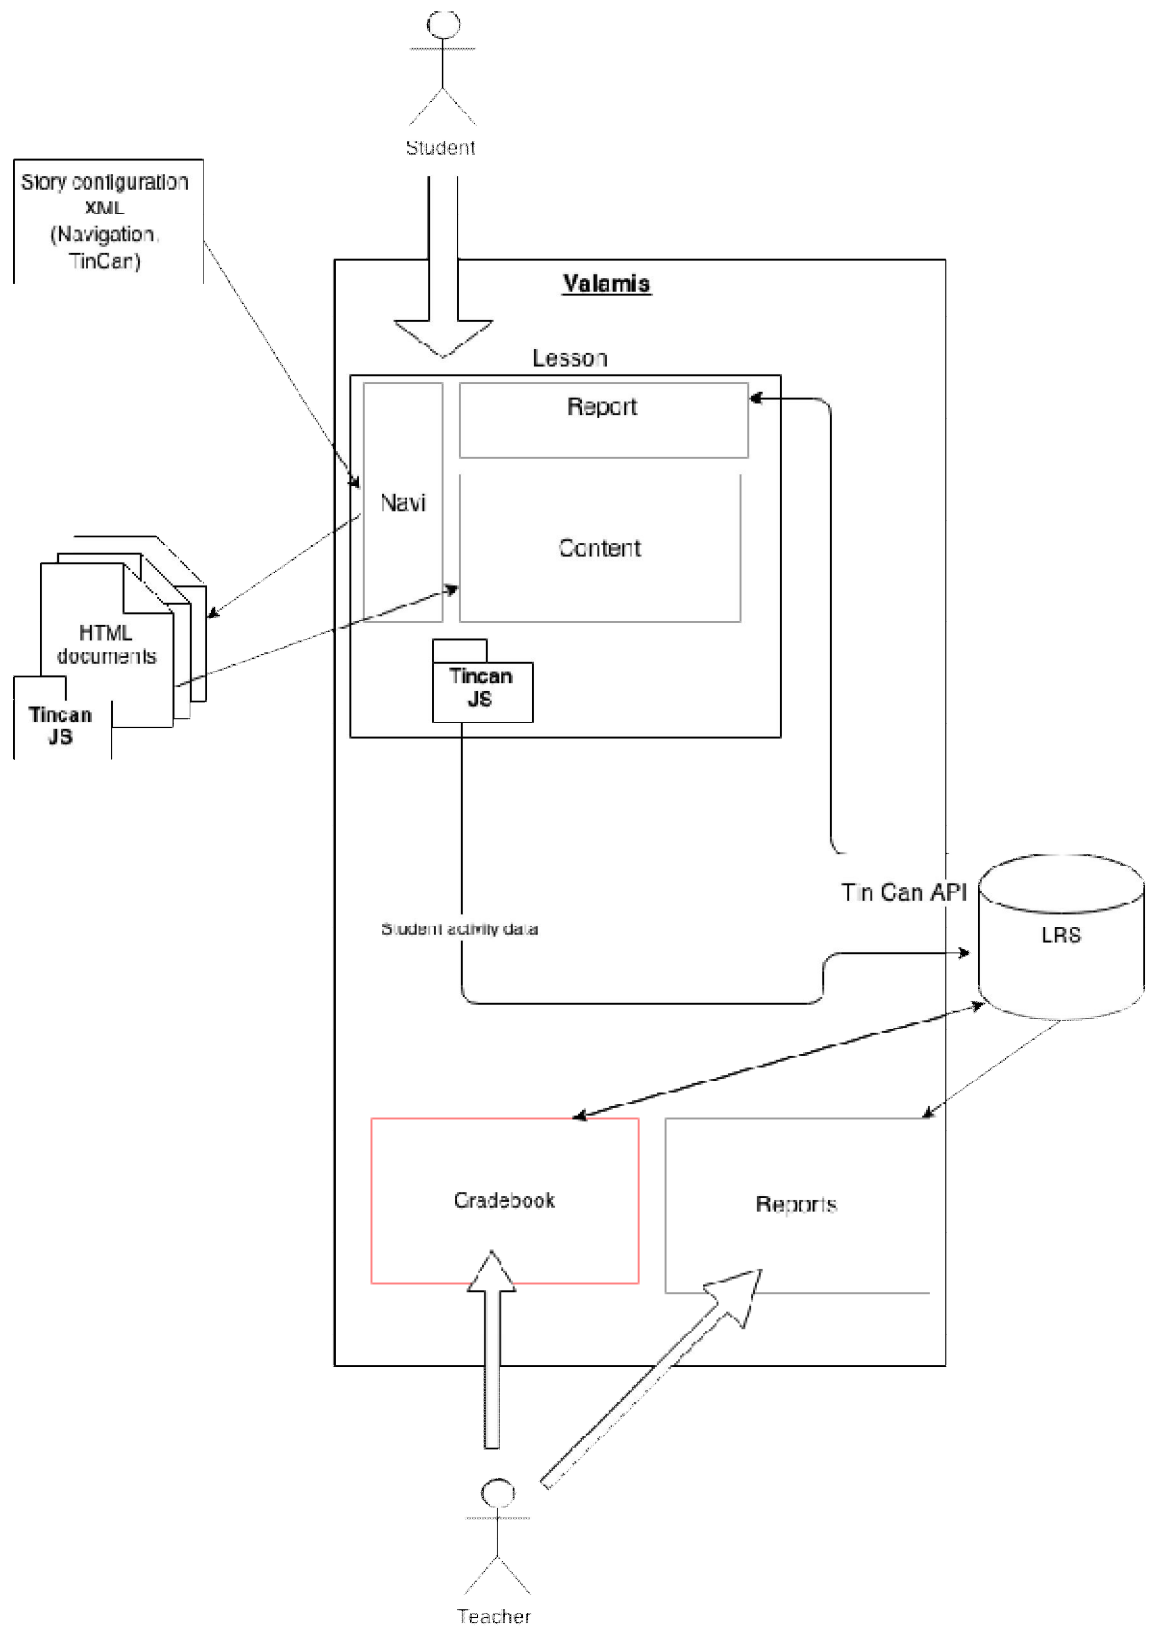 Student
Story configuration
XML
(Navigation,
TinCan)
Valamis
Lesson
Report
Navi
Content
HTML
documents
Tincan
JS
Tincan
JS
Tin Can API
LRS
Student activity data
Gradebook
Reports
Teacher